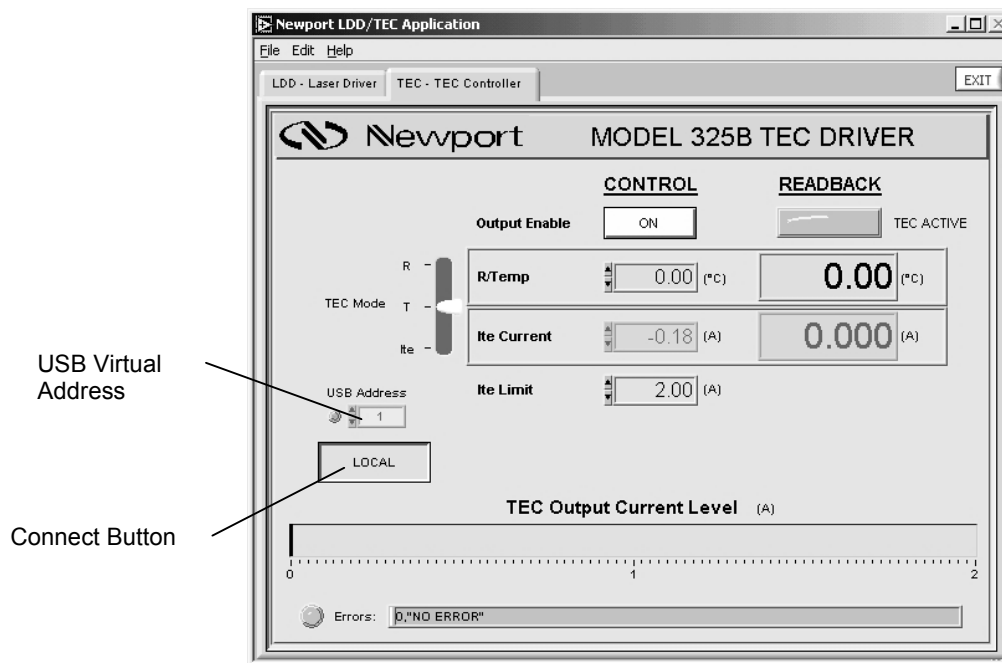 Newport LDD/TEC Application
File Edit Help
LDD - Laser Driver TEC - TEC Controller EXIT
Newport MODEL 325B TEC DRIVER
CONTROL READBACK
Output Enable ON TEC ACTIVE
R
TEC Mode T
Ite
R/Temp 0.00 (°C) 0.00 (°C)
Ite Current -0.18 (A) 0.000 (A)
USB Virtual
Address
USB Address
1
Ite Limit 2.00 (A)
LOCAL
Connect Button
TEC Output Current Level (A)
0 1 2
Errors: 0,"NO ERROR"